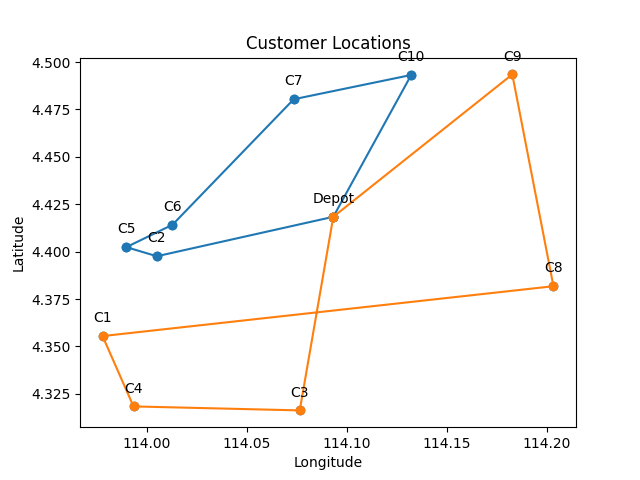 Customer Locations
C10
C9
C7
Depot
C6
C5
C2
C8
C1
C4
C3
4.500
4.475
4.450
4.425
4.400
4.375
4.350
4.325
Latitude
114.00
114.05
114.10
114.15
114.20
Longitude